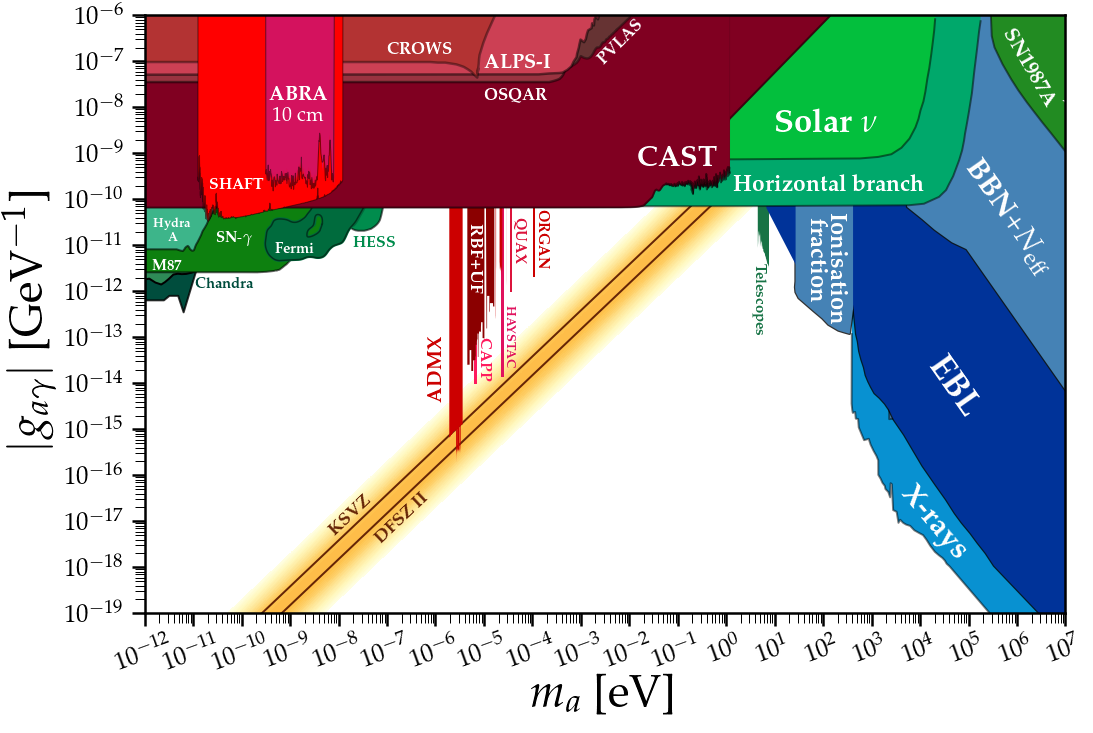 10⁻⁶
10⁻⁷
10⁻⁸
10⁻⁹
10⁻¹⁰
10⁻¹¹
10⁻¹²
10⁻¹³
10⁻¹⁴
10⁻¹⁵
10⁻¹⁶
10⁻¹⁷
10⁻¹⁸
10⁻¹⁹
|g_{aγ}| [GeV⁻¹]
CROWS
ALPS-I
PVLAS
OSQAR
ABRA
10 cm
SHAFT
CAST
Solar ν
Horizontal branch
SN1987A
BBN+N_{eff}
Hydra
A
M87
SN-γ
Fermi
HESS
Chandra
ADMX
RBF+UF
CAPP
HAYSTAC
QUAX
ORGAN
Telescopes
Ionisation
fraction
EBL
X-rays
KSVZ
DFSZ II
10⁻¹²
10⁻¹¹
10⁻¹⁰
10⁻⁹
10⁻⁸
10⁻⁷
10⁻⁶
10⁻⁵
10⁻⁴
10⁻³
10⁻²
10⁻¹
10⁰
10¹
10²
10³
10⁴
10⁵
10⁶
10⁷
m_a [eV]